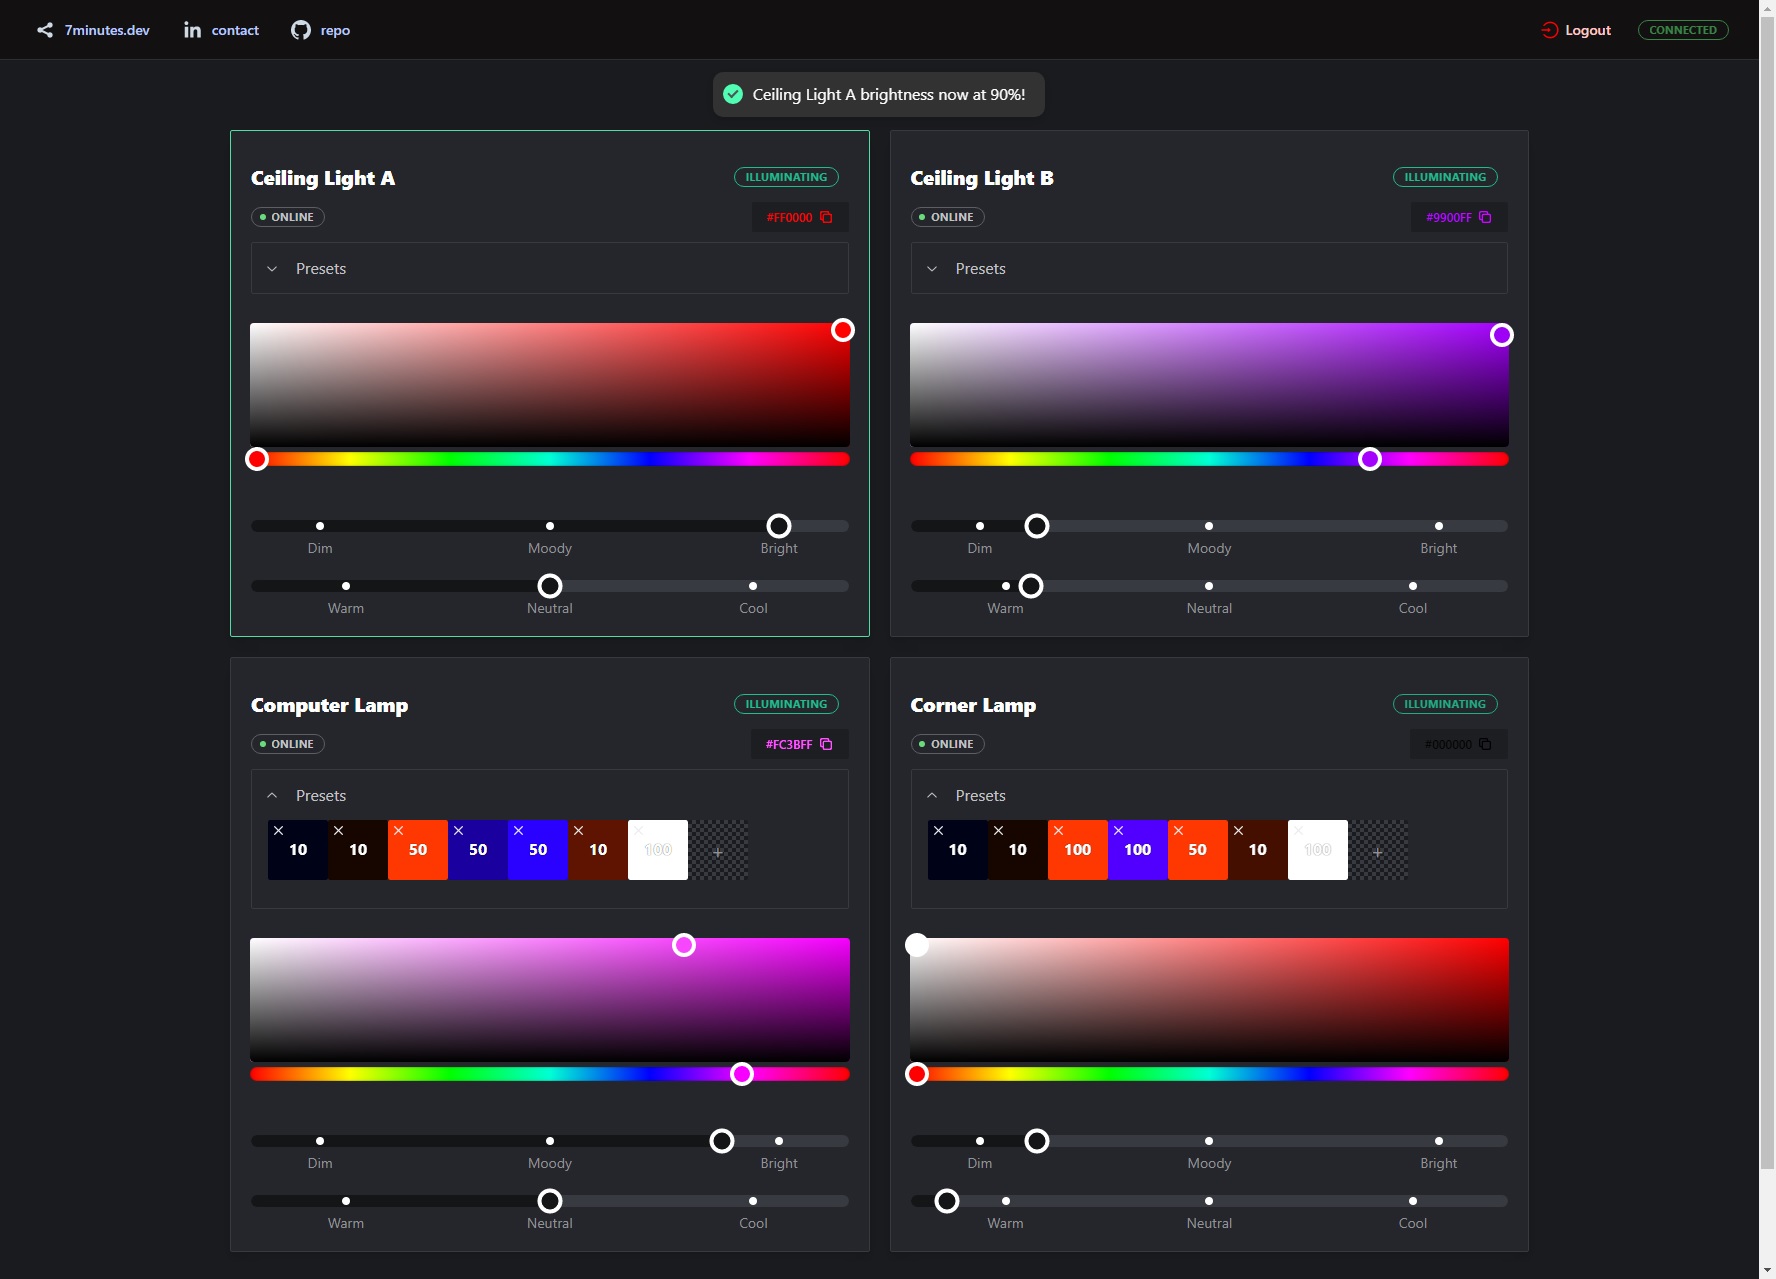 7minutes.dev contact repo Logout CONNECTED
Ceiling Light A brightness now at 90%!
Ceiling Light A ILLUMINATING
ONLINE #FF0000
Presets
Dim Moody Bright
Warm Neutral Cool
Ceiling Light B ILLUMINATING
ONLINE #9900FF
Presets
Dim Moody Bright
Warm Neutral Cool
Computer Lamp ILLUMINATING
ONLINE #FC3BFF
Presets
10 10 50 50 50 10 100 +
Dim Moody Bright
Warm Neutral Cool
Corner Lamp ILLUMINATING
ONLINE #000000
Presets
10 10 100 100 50 10 100 +
Dim Moody Bright
Warm Neutral Cool